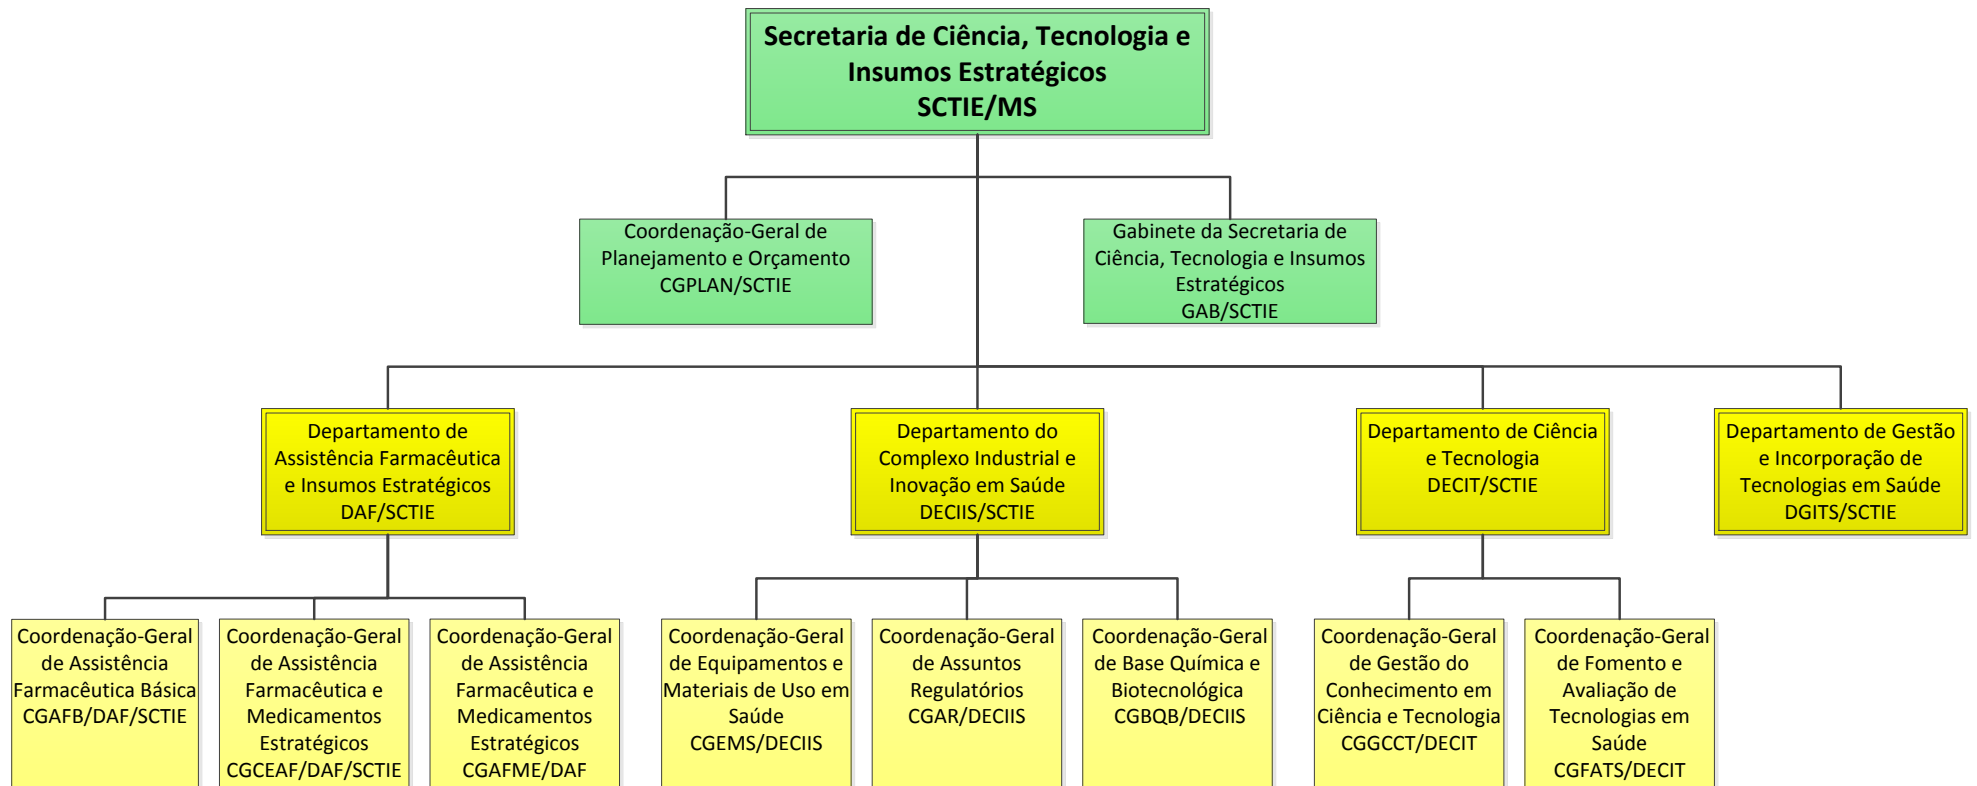 Secretaria de Ciência, Tecnologia e
Insumos Estratégicos
SCTIE/MS
Coordenação-Geral de
Planejamento e Orçamento
CGPLAN/SCTIE
Gabinete da Secretaria de
Ciência, Tecnologia e Insumos
Estratégicos
GAB/SCTIE
Departamento de
Assistência Farmacêutica
e Insumos Estratégicos
DAF/SCTIE
Departamento do
Complexo Industrial e
Inovação em Saúde
DECIIS/SCTIE
Departamento de Ciência
e Tecnologia
DECIT/SCTIE
Departamento de Gestão
e Incorporação de
Tecnologias em Saúde
DGITS/SCTIE
Coordenação-Geral
de Assistência
Farmacêutica Básica
CGAFB/DAF/SCTIE
Coordenação-Geral
de Assistência
Farmacêutica e
Medicamentos
Estratégicos
CGCEAF/DAF/SCTIE
Coordenação-Geral
de Assistência
Farmacêutica e
Medicamentos
Estratégicos
CGAFME/DAF
Coordenação-Geral
de Equipamentos e
Materiais de Uso em
Saúde
CGEMS/DECIIS
Coordenação-Geral
de Assuntos
Regulatórios
CGAR/DECIIS
Coordenação-Geral
de Base Química e
Biotecnológica
CGBQB/DECIIS
Coordenação-Geral
de Gestão do
Conhecimento em
Ciência e Tecnologia
CGGCCT/DECIT
Coordenação-Geral
de Fomento e
Avaliação de
Tecnologias em
Saúde
CGFATS/DECIT